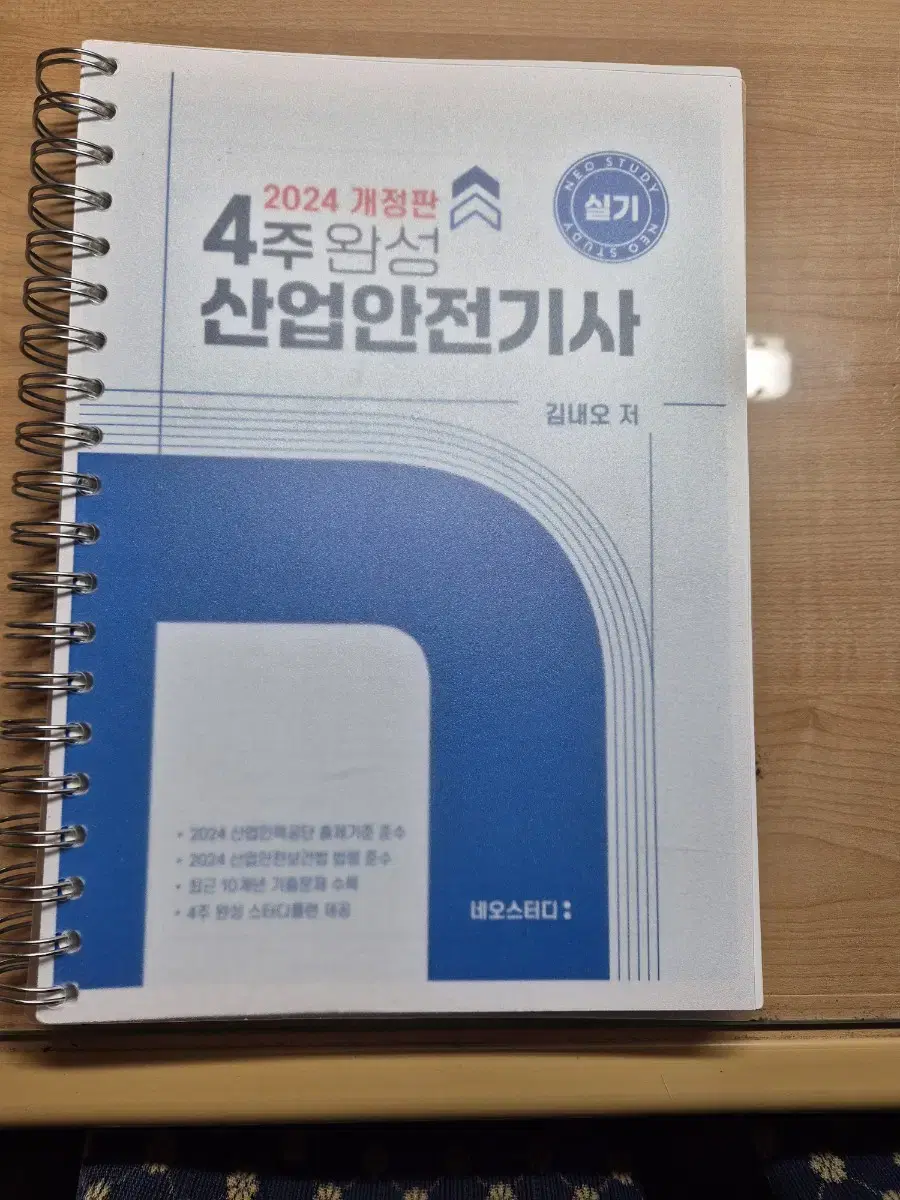 2024 개정판
4주 완성
산업안전기사
NEO STUDY
실기
NEO STUDY
김내오 저
• 2024 산업인력공단 출제기준 준수
• 2024 산업안전보건법 법령 준수
• 최근 10개년 기출문제 수록
• 4주 완성 스터디플랜 제공
네오스터디: